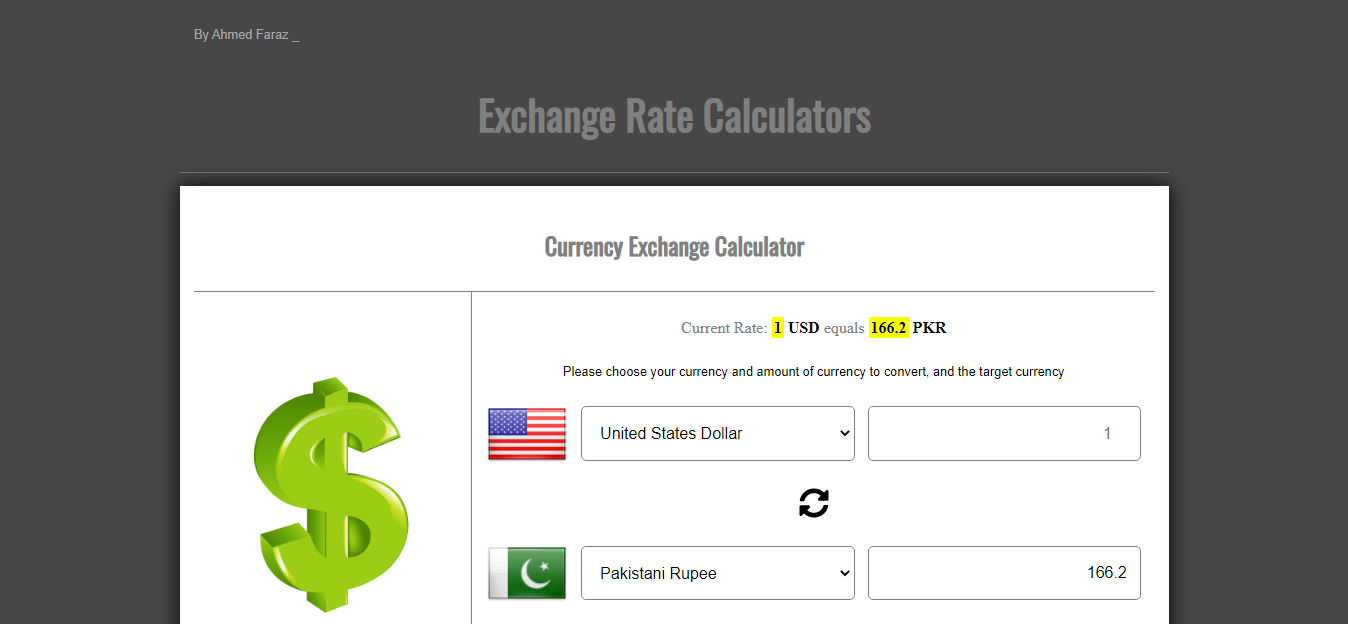 By Ahmed Faraz _
Exchange Rate Calculators
Currency Exchange Calculator
Current Rate: 1 USD equals 166.2 PKR
Please choose your currency and amount of currency to convert, and the target currency
United States Dollar 1
Pakistani Rupee 166.2